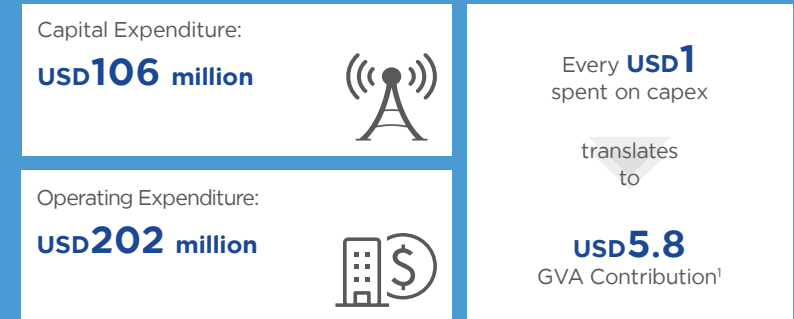 Capital Expenditure:
USD106 million
Operating Expenditure:
USD202 million
Every USD1
spent on capex
translates
to
USD5.8
GVA Contribution¹